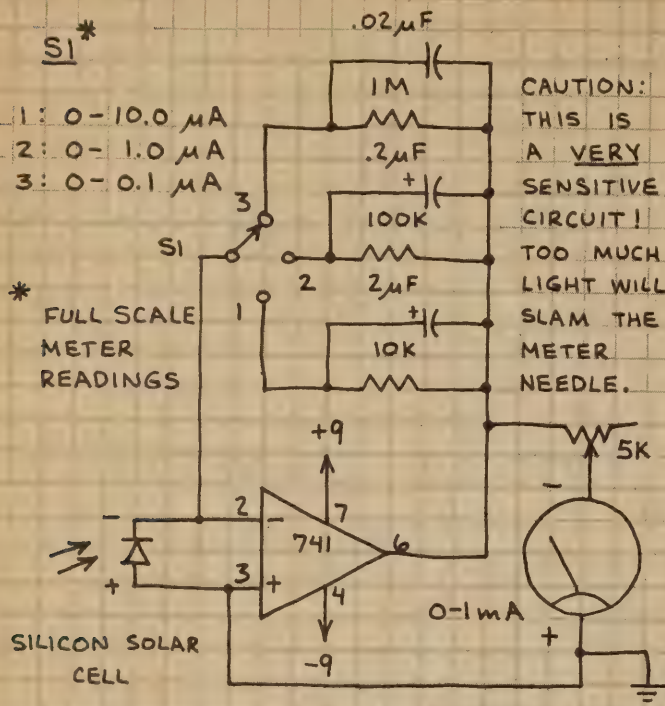 S1*
1: 0-10.0 μA
2: 0-1.0 μA
3: 0-0.1 μA
* FULL SCALE
METER
READINGS
.02μF
1M
.2μF
+
100K
2μF
+
10K
3
S1
2
1
CAUTION:
THIS IS
A VERY
SENSITIVE
CIRCUIT!
TOO MUCH
LIGHT WILL
SLAM THE
METER
NEEDLE.
+9
5K
-
2
-
7
741
6
3
+
4
-
+
0-1mA
+
-9
SILICON SOLAR
CELL